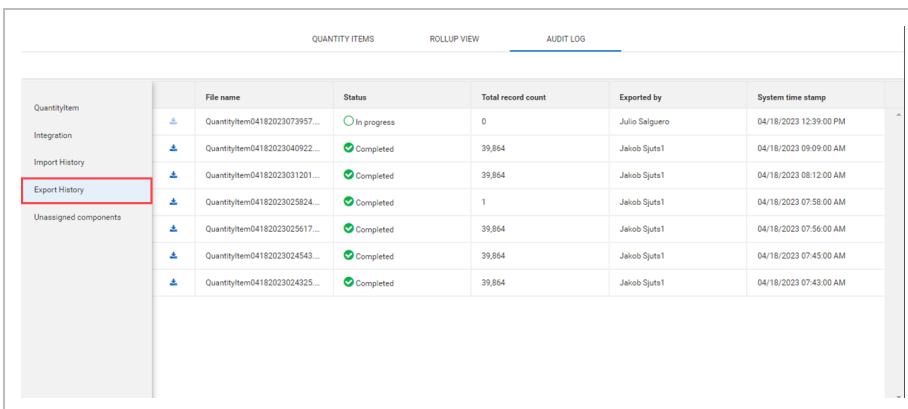 QUANTITY ITEMS ROLLUP VIEW AUDIT LOG
QuantityItem
Integration
Import History
Export History
Unassigned components
File name Status Total record count Exported by System time stamp
QuantityItem04182023073957... In progress 0 Julio Salguero 04/18/2023 12:39:00 PM
QuantityItem04182023040922... Completed 39,864 Jakob Sjuts1 04/18/2023 09:09:00 AM
QuantityItem04182023031201... Completed 39,864 Jakob Sjuts1 04/18/2023 08:12:00 AM
QuantityItem04182023025824... Completed 1 Jakob Sjuts1 04/18/2023 07:58:00 AM
QuantityItem04182023025617... Completed 39,864 Jakob Sjuts1 04/18/2023 07:56:00 AM
QuantityItem04182023024543... Completed 39,864 Jakob Sjuts1 04/18/2023 07:45:00 AM
QuantityItem04182023024325... Completed 39,864 Jakob Sjuts1 04/18/2023 07:43:00 AM